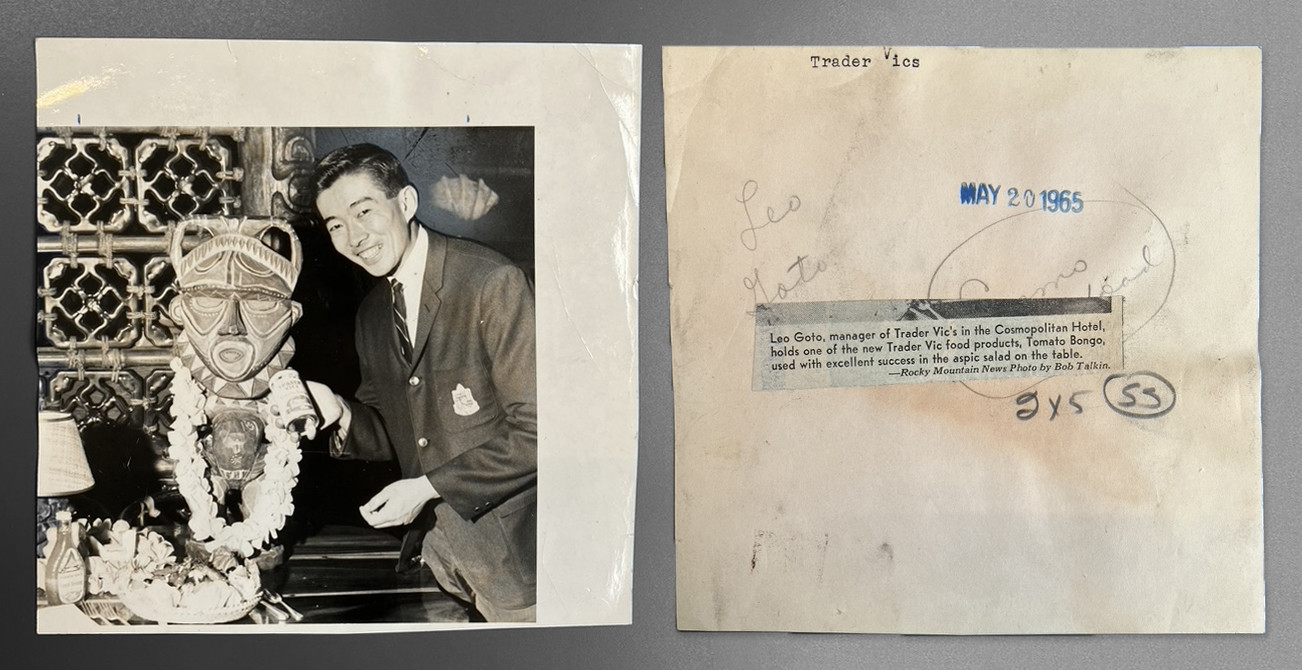 Trader Vics
MAY 20 1965
Leo
Goto
Leo Goto, manager of Trader Vic's in the Cosmopolitan Hotel,
holds one of the new Trader Vic food products, Tomato Bongo,
used with excellent success in the aspic salad on the table.
—Rocky Mountain News Photo by Bob Talkin.
2x5 55